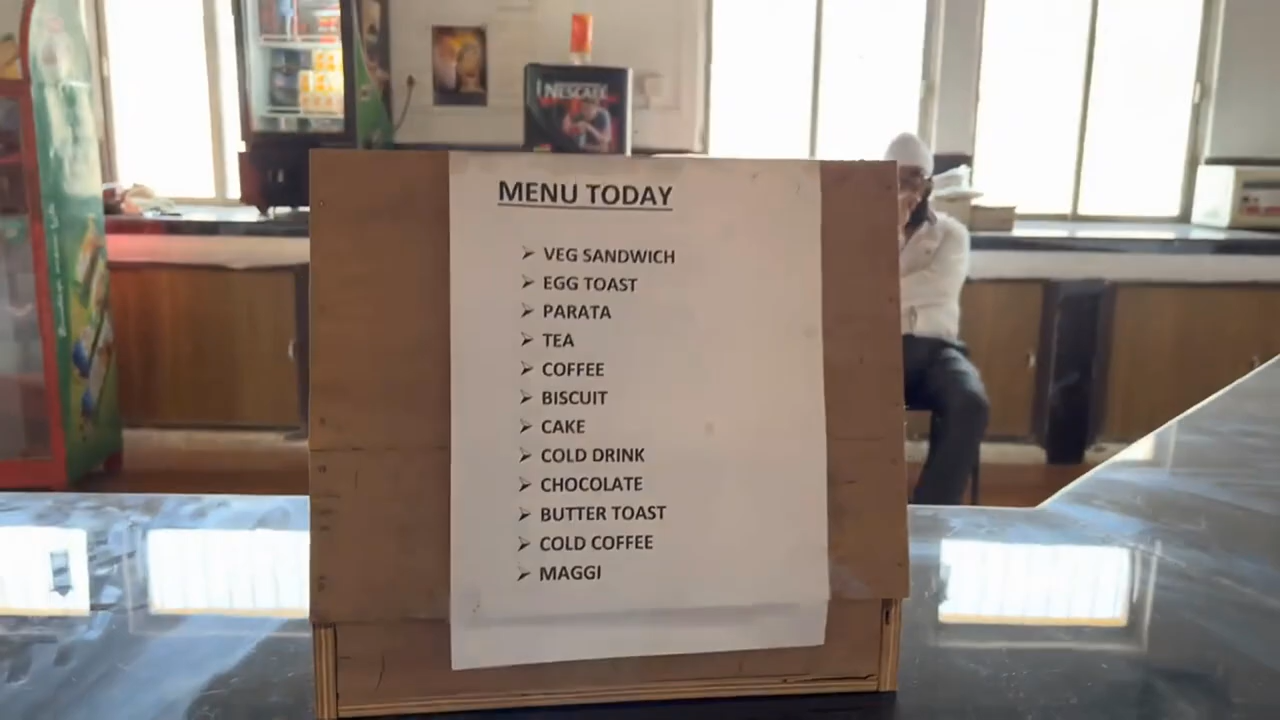 NESCAFÉ
MENU TODAY
➢ VEG SANDWICH
➢ EGG TOAST
➢ PARATA
➢ TEA
➢ COFFEE
➢ BISCUIT
➢ CAKE
➢ COLD DRINK
➢ CHOCOLATE
➢ BUTTER TOAST
➢ COLD COFFEE
➢ MAGGI